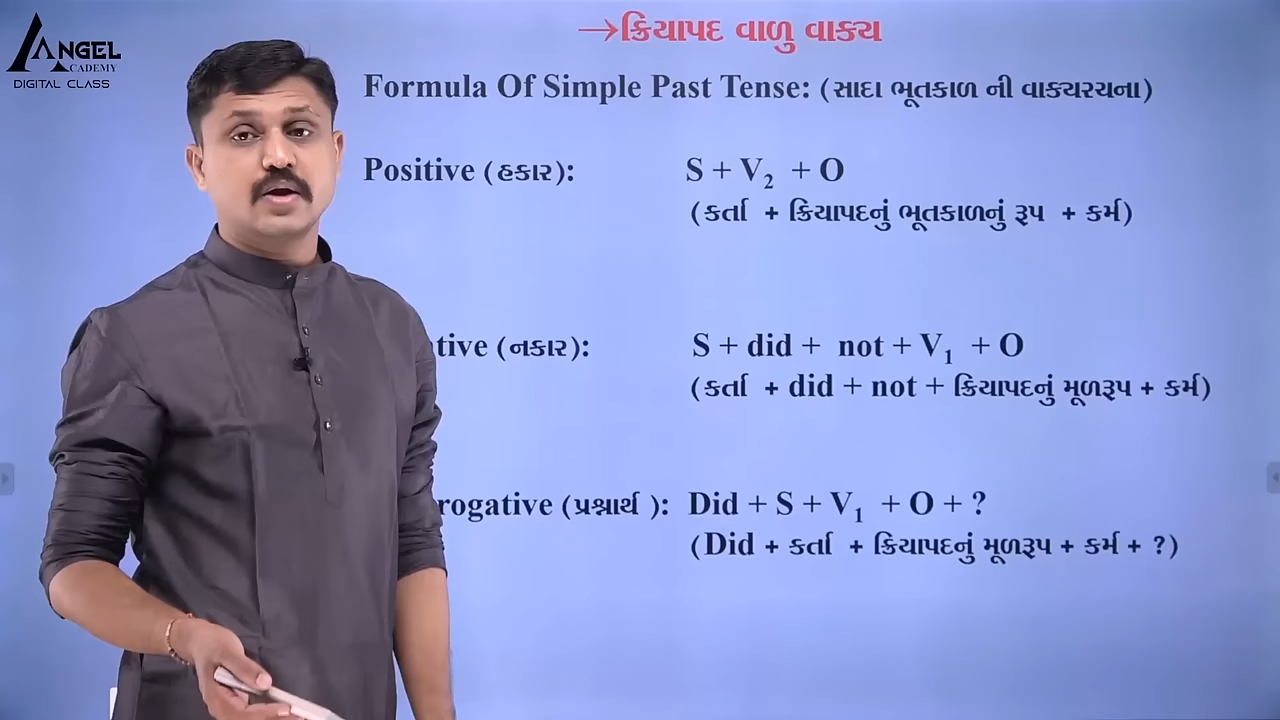 ANGEL
ACADEMY
DIGITAL CLASS
→ક્રિયાપદ વાળુ વાક્ય
Formula Of Simple Past Tense: (સાદા ભૂતકાળ ની વાક્યરચના)
Positive (હકાર): S + V₂ + O
(કર્તા + ક્રિયાપદનું ભૂતકાળનું રૂપ + કર્મ)
tive (નકાર): S + did + not + V₁ + O
(કર્તા + did + not + ક્રિયાપદનું મૂળરૂપ + કર્મ)
rogative (પ્રશ્નાર્થ ): Did + S + V₁ + O + ?
(Did + કર્તા + ક્રિયાપદનું મૂળરૂપ + કર્મ + ?)